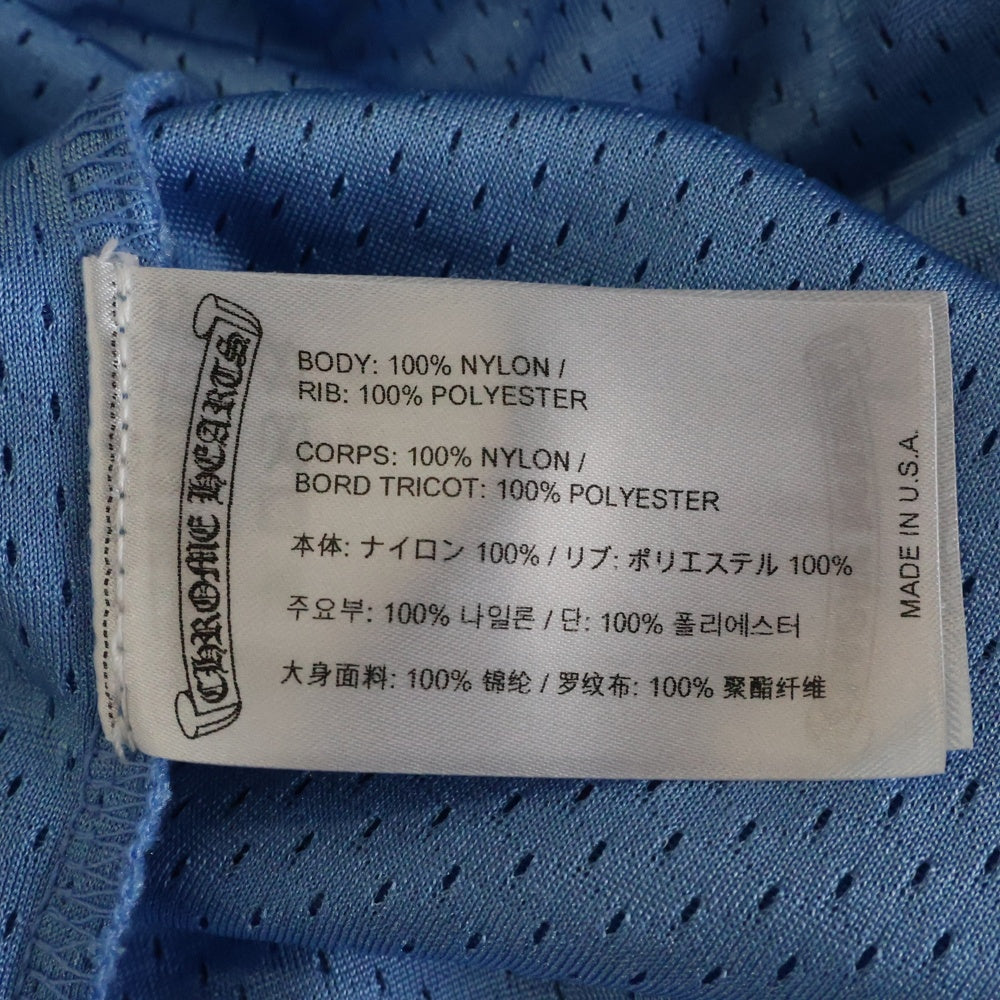 CHROME HEARTS
BODY: 100% NYLON /
RIB: 100% POLYESTER
CORPS: 100% NYLON /
BORD TRICOT: 100% POLYESTER
本体: ナイロン 100% / リブ: ポリエステル 100%
주요부: 100% 나일론 / 단: 100% 폴리에스터
大身面料: 100% 锦纶 / 罗纹布: 100% 聚酯纤维
MADE IN U.S.A.